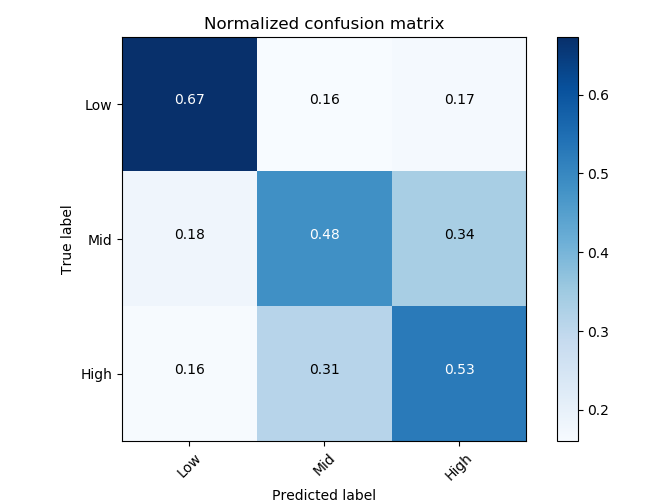 Normalized confusion matrix
True label
Low
0.67 0.16 0.17
Mid
0.18 0.48 0.34
High
0.16 0.31 0.53
Low Mid High
Predicted label
0.6
0.5
0.4
0.3
0.2